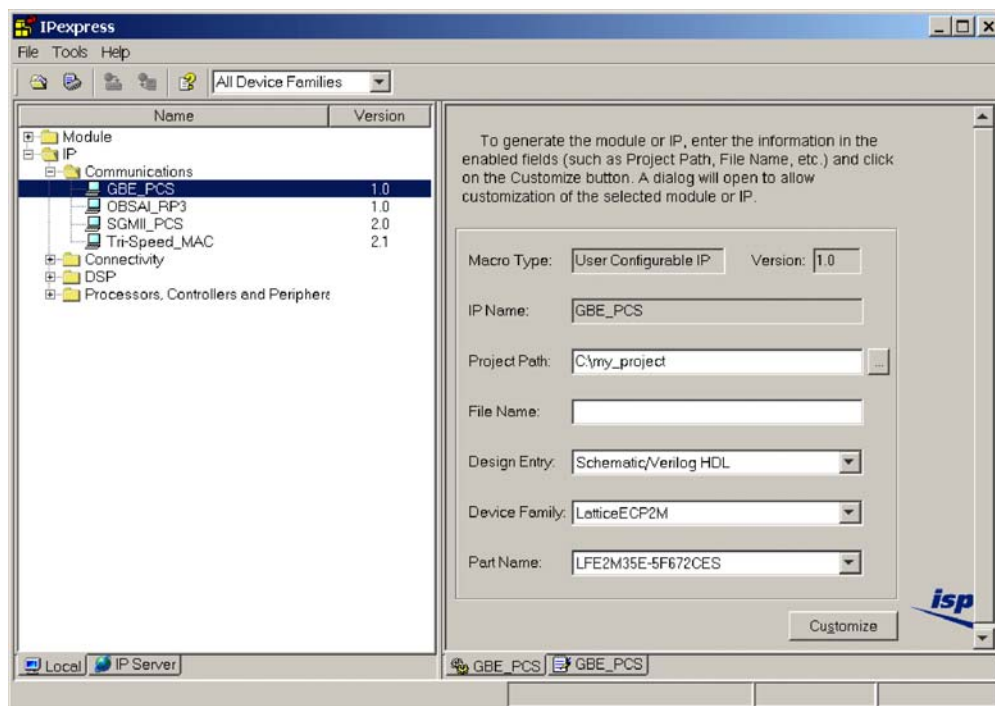 IPexpress
File Tools Help
All Device Families
Name Version
Module
IP
Communications
GBE_PCS 1.0
OBSAI_RP3 1.0
SGMII_PCS 2.0
Tri-Speed_MAC 2.1
Connectivity
DSP
Processors, Controllers and Periphera
Local IP Server
To generate the module or IP, enter the information in the
enabled fields (such as Project Path, File Name, etc.) and click
on the Customize button. A dialog will open to allow
customization of the selected module or IP.
Macro Type: User Configurable IP Version: 1.0
IP Name: GBE_PCS
Project Path: C:\my_project ...
File Name:
Design Entry: Schematic/Verilog HDL
Device Family: LatticeECP2M
Part Name: LFE2M35E-5F672CES
isp
Customize
GBE_PCS GBE_PCS